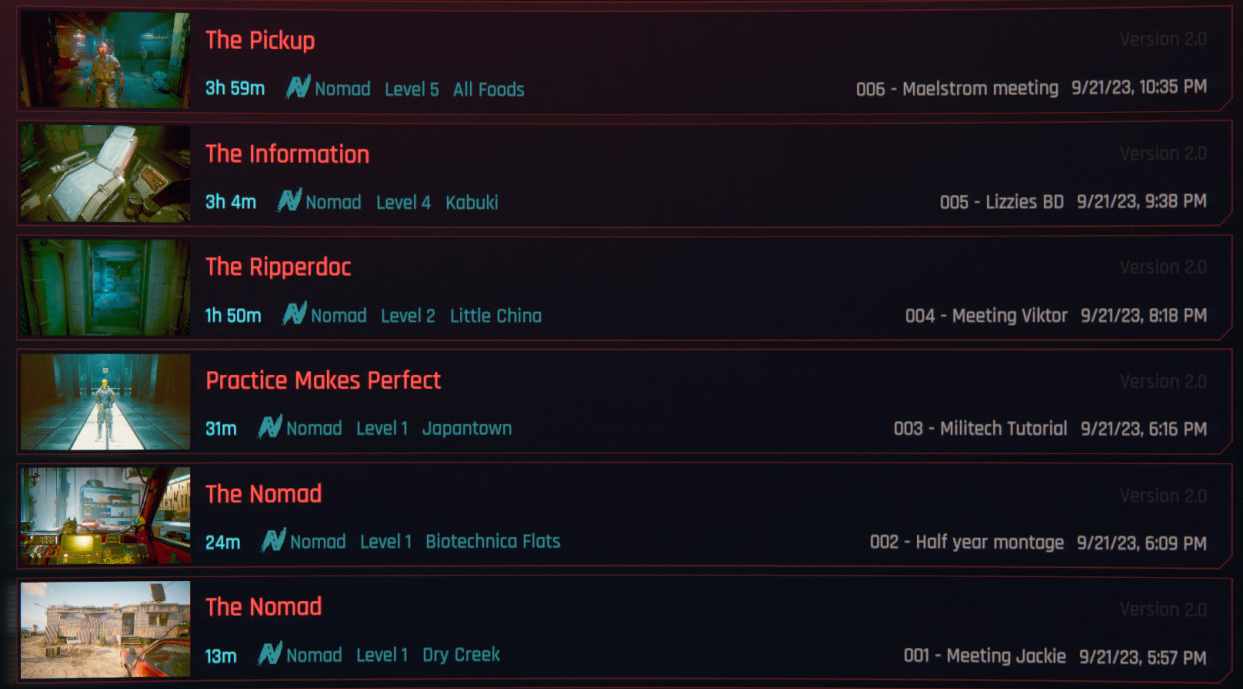 The Pickup
Version 2.0
3h 59m Nomad Level 5 All Foods
006 - Maelstrom meeting 9/21/23, 10:35 PM
The Information
Version 2.0
3h 4m Nomad Level 4 Kabuki
005 - Lizzies BD 9/21/23, 9:38 PM
The Ripperdoc
Version 2.0
1h 50m Nomad Level 2 Little China
004 - Meeting Viktor 9/21/23, 8:18 PM
Practice Makes Perfect
Version 2.0
31m Nomad Level 1 Japantown
003 - Militech Tutorial 9/21/23, 6:16 PM
The Nomad
Version 2.0
24m Nomad Level 1 Biotechnica Flats
002 - Half year montage 9/21/23, 6:09 PM
The Nomad
Version 2.0
13m Nomad Level 1 Dry Creek
001 - Meeting Jackie 9/21/23, 5:57 PM